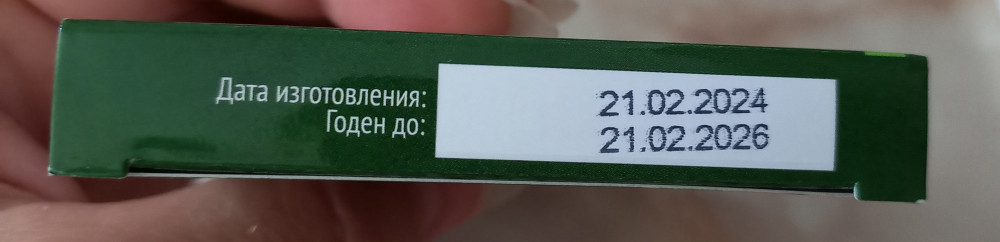 Дата изготовления: 21.02.2024
Годен до: 21.02.2026